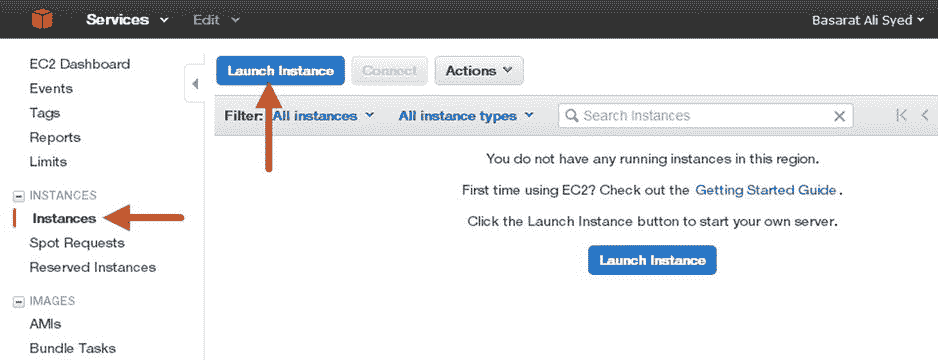 Services Edit Basarat Ali Syed
EC2 Dashboard
Events
Tags
Reports
Limits
INSTANCES
Instances
Spot Requests
Reserved Instances
IMAGES
AMIs
Bundle Tasks
Launch Instance Connect Actions
Filter: All instances All instance types Search Instances
You do not have any running instances in this region.
First time using EC2? Check out the Getting Started Guide.
Click the Launch Instance button to start your own server.
Launch Instance